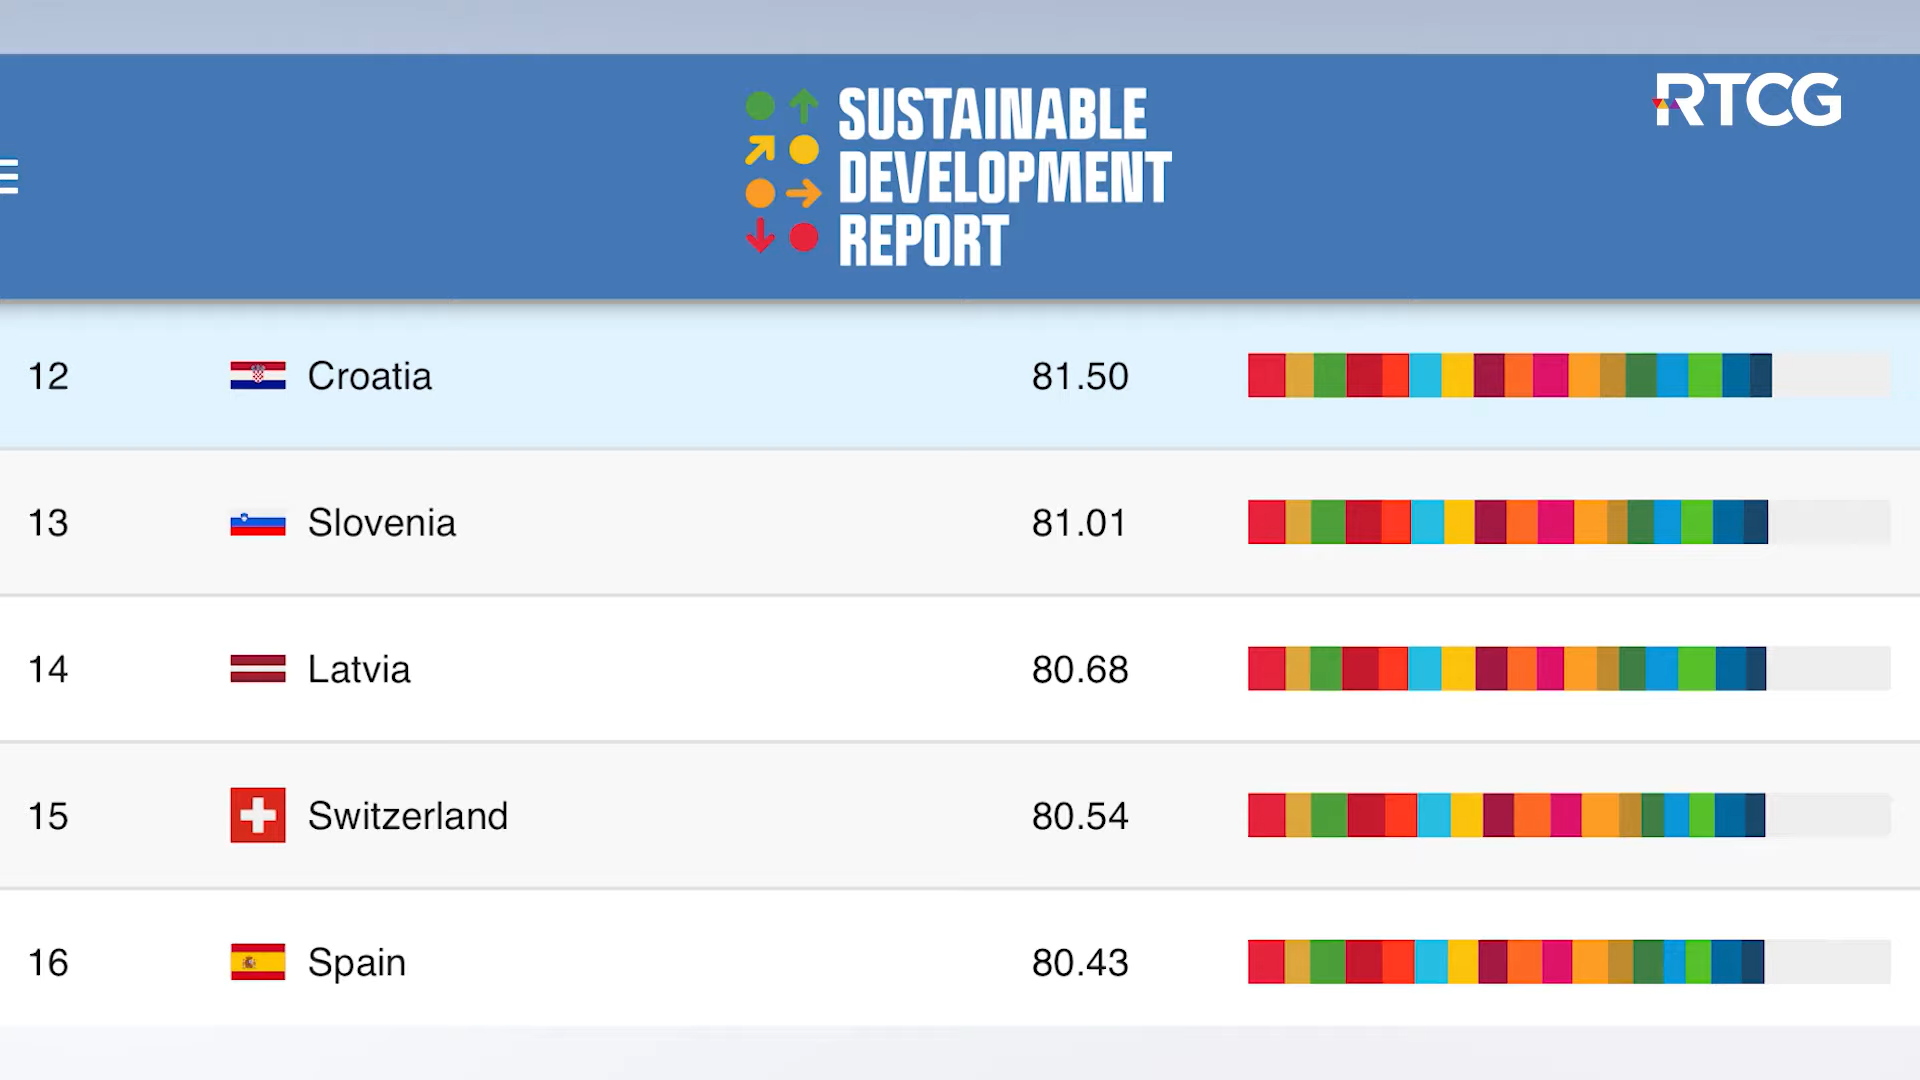 RTCG
SUSTAINABLE
DEVELOPMENT
REPORT
12 Croatia 81.50
13 Slovenia 81.01
14 Latvia 80.68
15 Switzerland 80.54
16 Spain 80.43